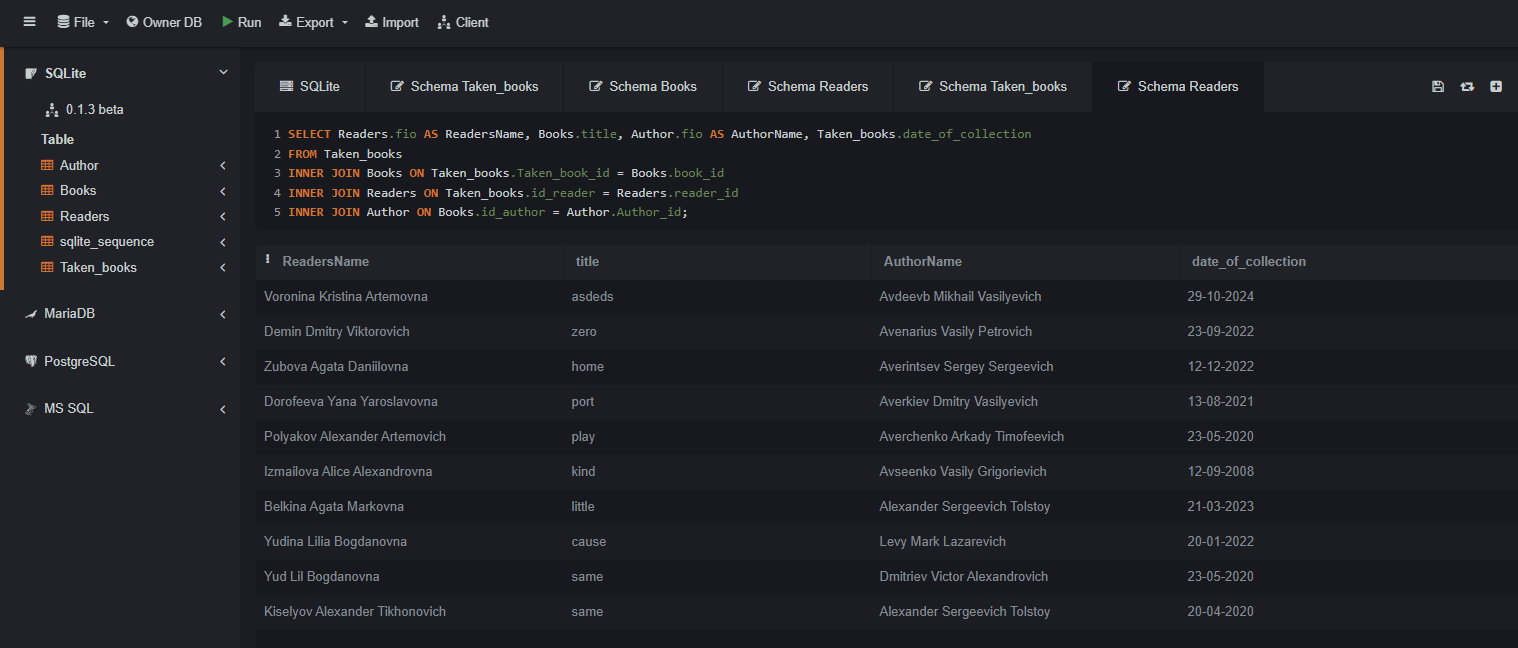 File Owner DB Run Export Import Client
SQLite
0.1.3 beta
Table
Author
Books
Readers
sqlite_sequence
Taken_books
MariaDB
PostgreSQL
MS SQL
SQLite Schema Taken_books Schema Books Schema Readers Schema Taken_books Schema Readers
1 SELECT Readers.fio AS ReadersName, Books.title, Author.fio AS AuthorName, Taken_books.date_of_collection
2 FROM Taken_books
3 INNER JOIN Books ON Taken_books.Taken_book_id = Books.book_id
4 INNER JOIN Readers ON Taken_books.id_reader = Readers.reader_id
5 INNER JOIN Author ON Books.id_author = Author.Author_id;
ReadersName title AuthorName date_of_collection
Voronina Kristina Artemovna asdeds Avdeevb Mikhail Vasilyevich 29-10-2024
Demin Dmitry Viktorovich zero Avenarius Vasily Petrovich 23-09-2022
Zubova Agata Daniilovna home Averintsev Sergey Sergeevich 12-12-2022
Dorofeeva Yana Yaroslavovna port Averkiev Dmitry Vasilyevich 13-08-2021
Polyakov Alexander Artemovich play Averchenko Arkady Timofeevich 23-05-2020
Izmailova Alice Alexandrovna kind Avseenko Vasily Grigorievich 12-09-2008
Belkina Agata Markovna little Alexander Sergeevich Tolstoy 21-03-2023
Yudina Lilia Bogdanovna cause Levy Mark Lazarevich 20-01-2022
Yud Lil Bogdanovna same Dmitriev Victor Alexandrovich 23-05-2020
Kiselyov Alexander Tikhonovich same Alexander Sergeevich Tolstoy 20-04-2020